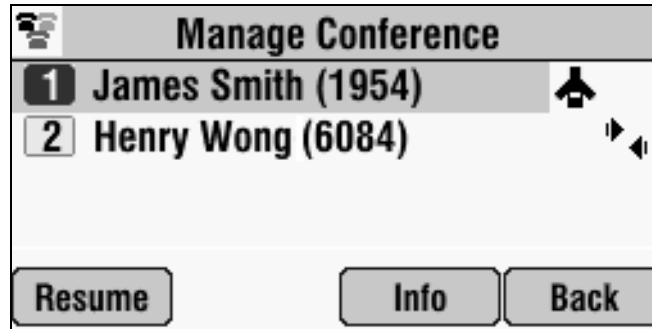 Manage Conference
1 James Smith (1954)
2 Henry Wong (6084)
Resume Info Back